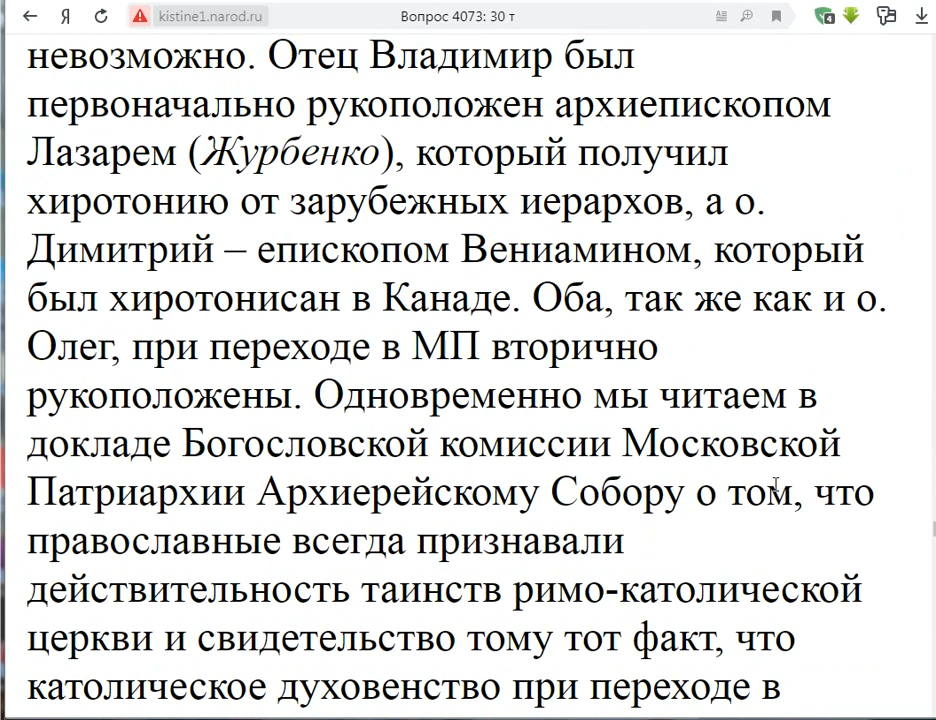 Я
kistine1.narod.ru
Вопрос 4073: 30 т
4
невозможно. Отец Владимир был
первоначально рукоположен архиепископом
Лазарем (Журбенко), который получил
хиротонию от зарубежных иерархов, а о.
Димитрий – епископом Вениамином, который
был хиротонисан в Канаде. Оба, так же как и о.
Олег, при переходе в МП вторично
рукоположены. Одновременно мы читаем в
докладе Богословской комиссии Московской
Патриархии Архиерейскому Собору о том, что
православные всегда признавали
действительность таинств римо-католической
церкви и свидетельство тому тот факт, что
католическое духовенство при переходе в